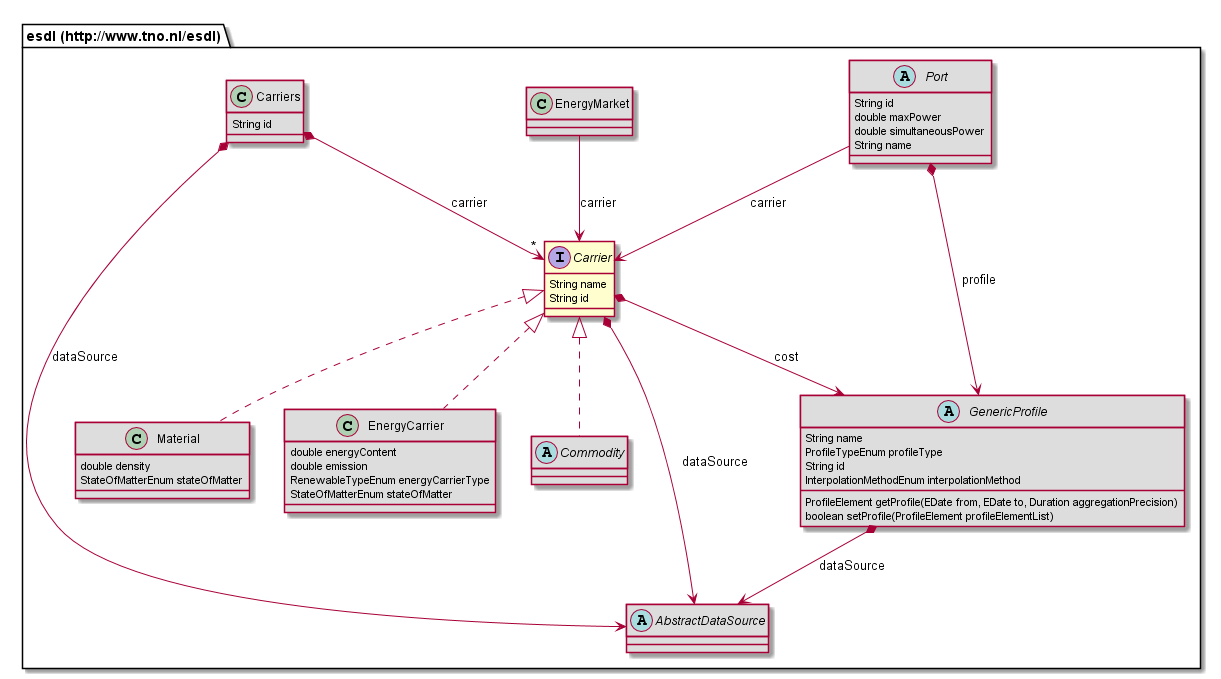 esdl (http://www.tno.nl/esdl)
C Carriers
String id
C EnergyMarket
A Port
String id
double maxPower
double simultaneousPower
String name
carrier
carrier
carrier
*
I Carrier
String name
String id
profile
dataSource
cost
C Material
double density
StateOfMatterEnum stateOfMatter
C EnergyCarrier
double energyContent
double emission
RenewableTypeEnum energyCarrierType
StateOfMatterEnum stateOfMatter
A Commodity
dataSource
A GenericProfile
String name
ProfileTypeEnum profileType
String id
InterpolationMethodEnum interpolationMethod
ProfileElement getProfile(EDate from, EDate to, Duration aggregationPrecision)
boolean setProfile(ProfileElement profileElementList)
dataSource
A AbstractDataSource